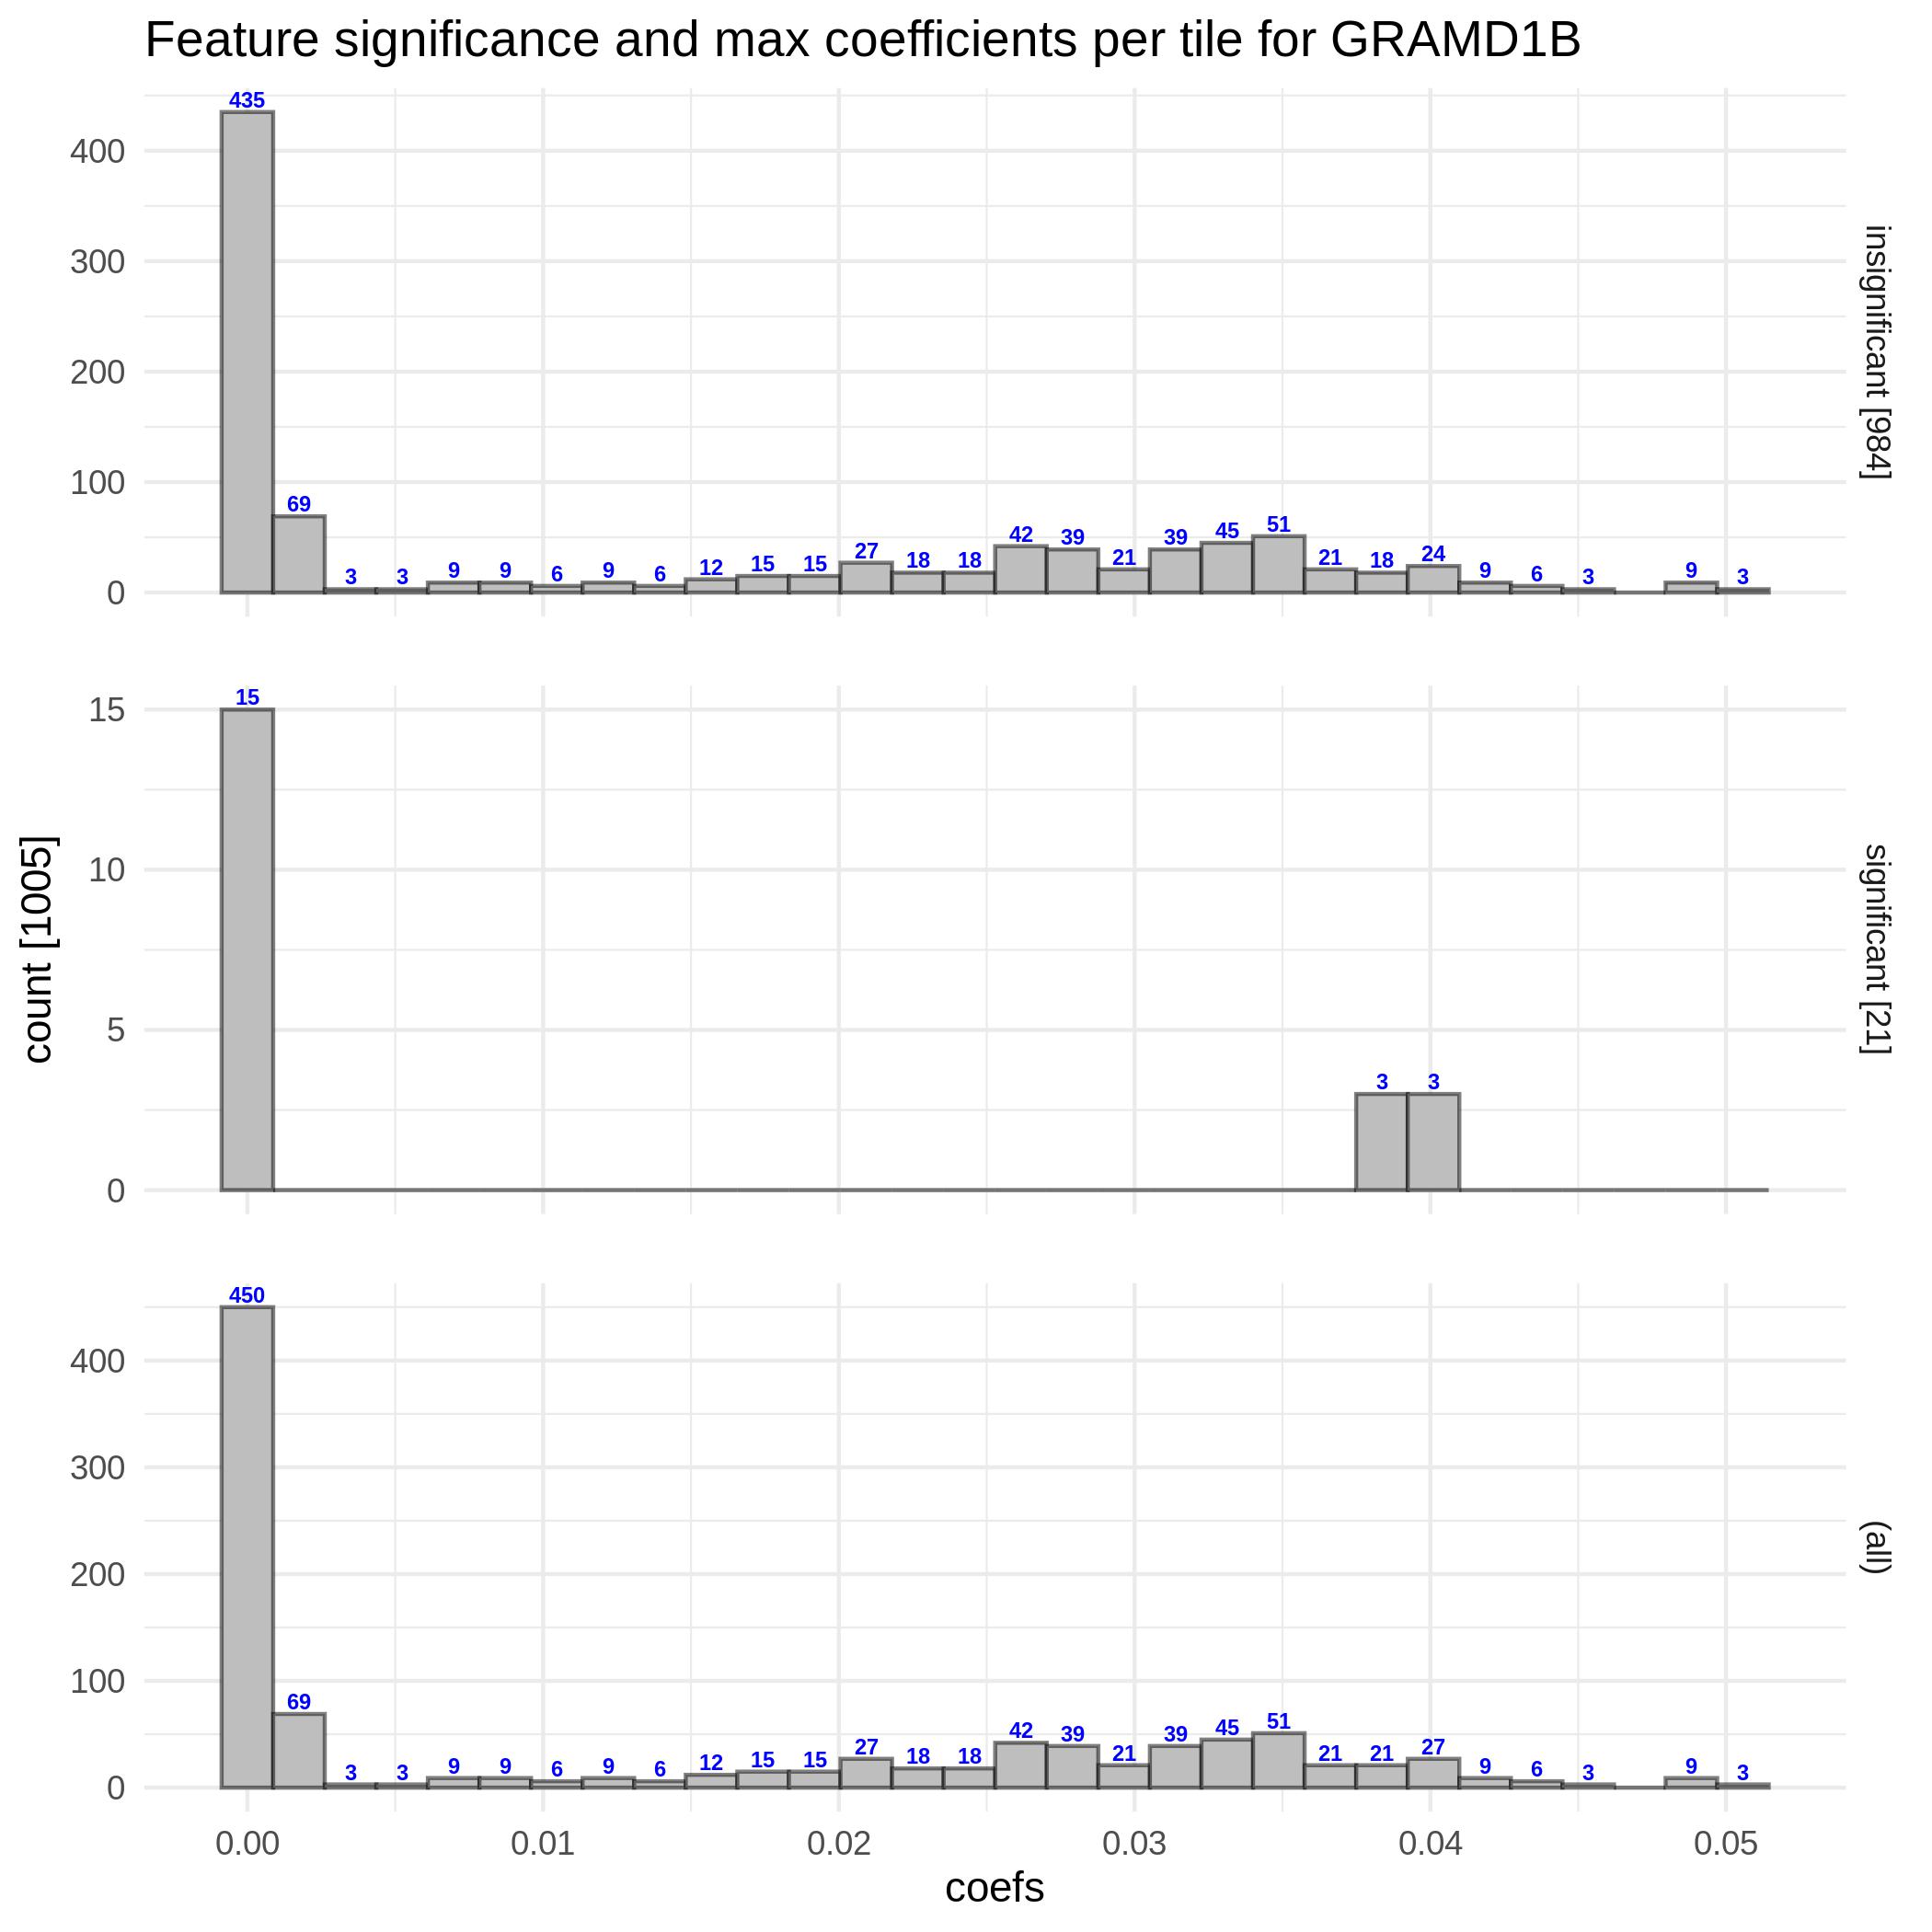 Feature significance and max coefficients per tile for GRAMD1B
435
400
300
200
100
0
69
3 3 9 9 6 9 6 12 15 15 27 18 18 42 39 21 39 45 51 21 18 24 9 6 3 9 3
insignificant [984]
15
15
10
5
0
3 3
significant [21]
count [1005]
450
400
300
200
100
0
69
3 3 9 9 6 9 6 12 15 15 27 18 18 42 39 21 39 45 51 21 21 27 9 6 3 9 3
(all)
0.00 0.01 0.02 0.03 0.04 0.05
coefs